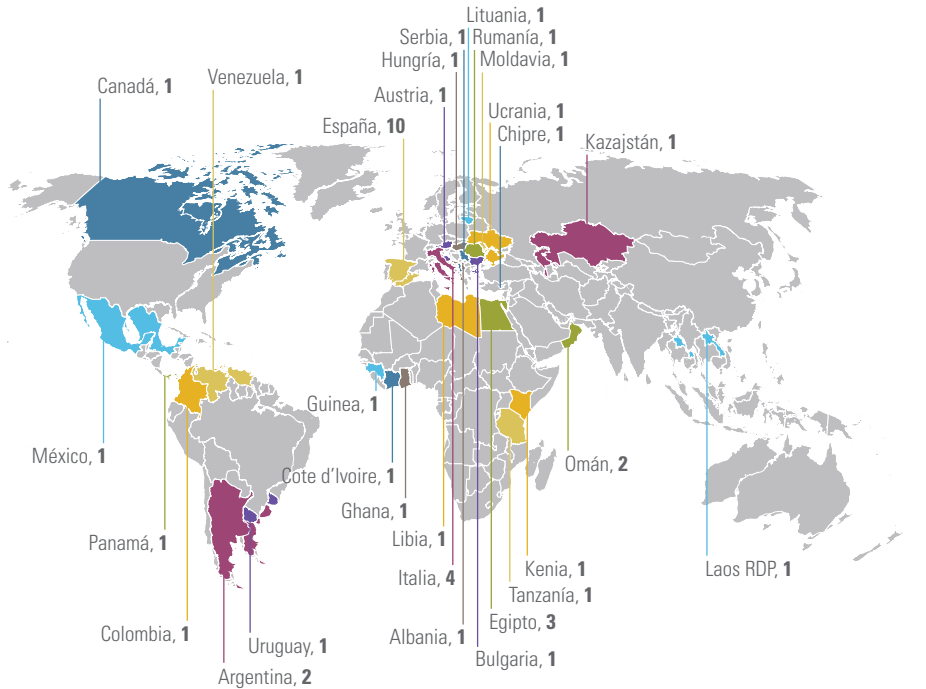 Lituania, 1
Serbia, 1
Rumanía, 1
Hungría, 1
Moldavia, 1
Venezuela, 1
Canadá, 1
Austria, 1
Ucrania, 1
España, 10
Chipre, 1
Kazajstán, 1
Guinea, 1
México, 1
Cote d'Ivoire, 1
Omán, 2
Ghana, 1
Panamá, 1
Libia, 1
Italia, 4
Kenia, 1
Laos RDP, 1
Tanzanía, 1
Egipto, 3
Colombia, 1
Albania, 1
Uruguay, 1
Bulgaria, 1
Argentina, 2